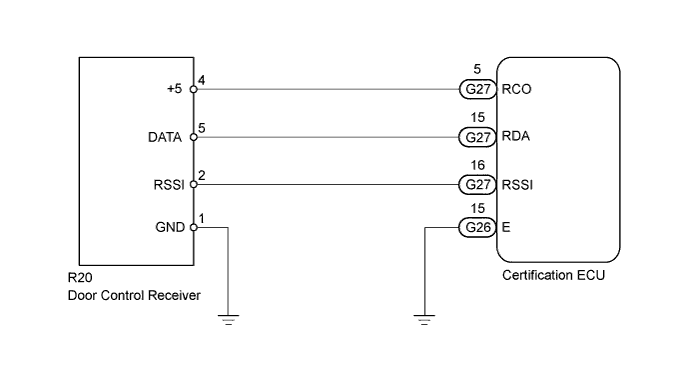 5
+5 4 G27 RCO
15
DATA 5 G27 RDA
16
RSSI 2 G27 RSSI
15
GND 1 G26 E
R20
Door Control Receiver
Certification ECU